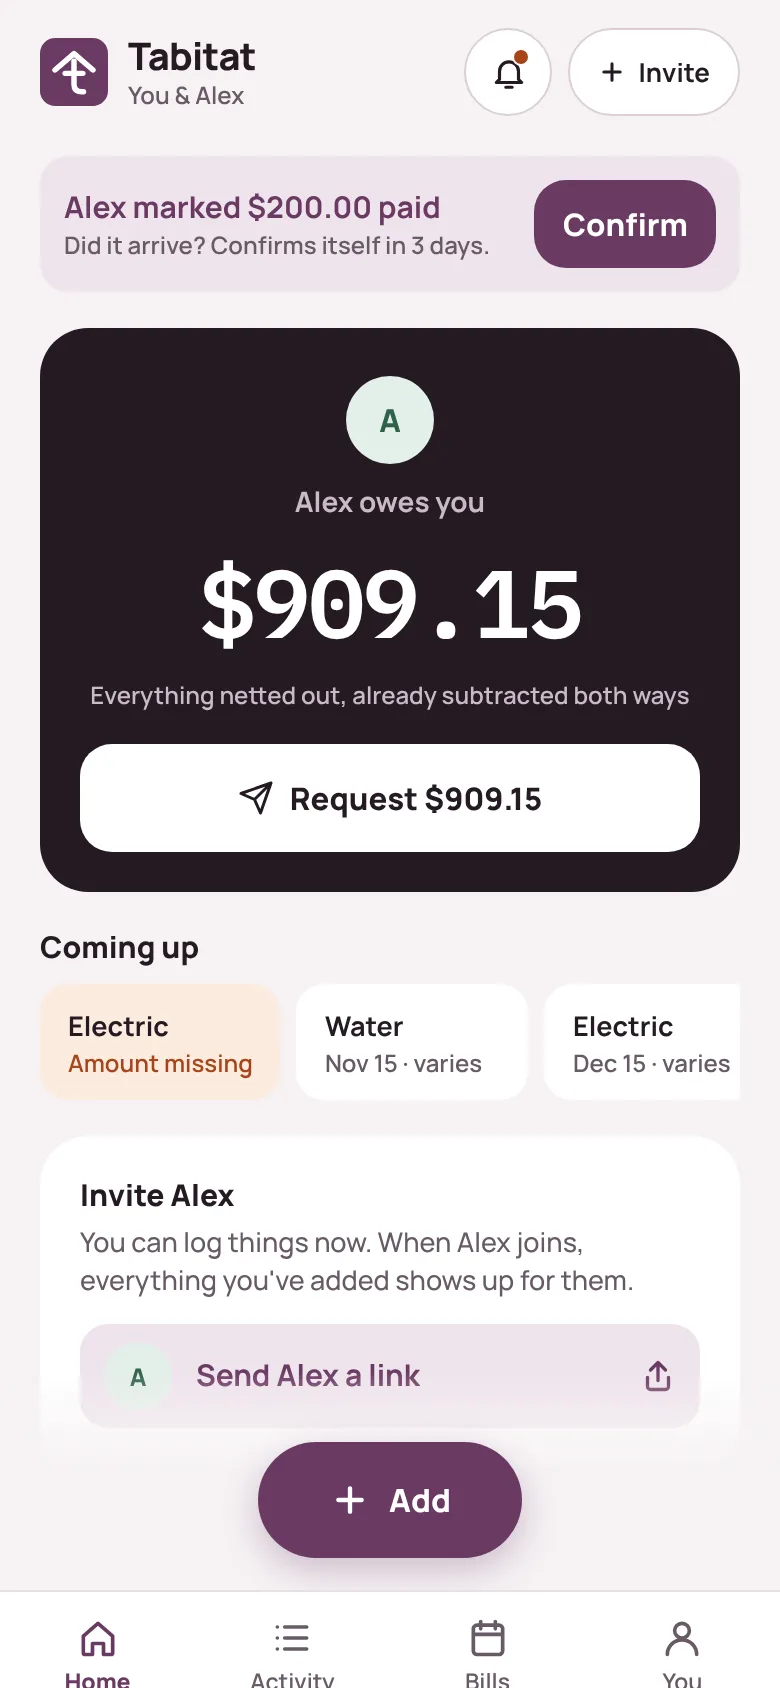 Tabitat
You & Alex
+ Invite
Alex marked $200.00 paid
Did it arrive? Confirms itself in 3 days.
Confirm
A
Alex owes you
$909.15
Everything netted out, already subtracted both ways
Request $909.15
Coming up
Electric
Amount missing
Water
Nov 15 · varies
Electric
Dec 15 · varies
Invite Alex
You can log things now. When Alex joins,
everything you've added shows up for them.
A
Send Alex a link
+ Add
Home
Activity
Bills
You